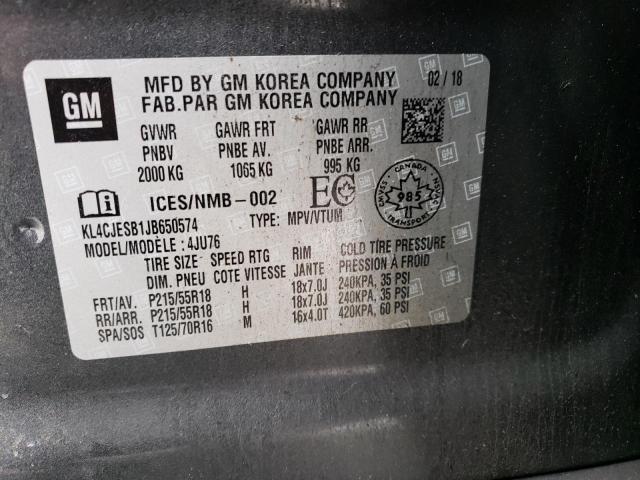 GM
MFD BY GM KOREA COMPANY 02/18
FAB.PAR GM KOREA COMPANY
GVWR GAWR FRT GAWR RR
PNBV PNBE AV. PNBE ARR.
2000 KG 1065 KG 995 KG
ICES/NMB-002 EC
CANADA
985
TRANSPORT
KL4CJESB1JB650574 TYPE: MPV/VTUM
MODEL/MODÈLE: 4JU76
TIRE SIZE SPEED RTG RIM COLD TIRE PRESSURE
DIM. PNEU COTE VITESSE JANTE PRESSION À FROID
FRT/AV. P215/55R18 H 18x7.0J 240KPA, 35 PSI
RR/ARR. P215/55R18 H 18x7.0J 240KPA, 35 PSI
SPA/SOS T125/70R16 M 16x4.0T 420KPA, 60 PSI